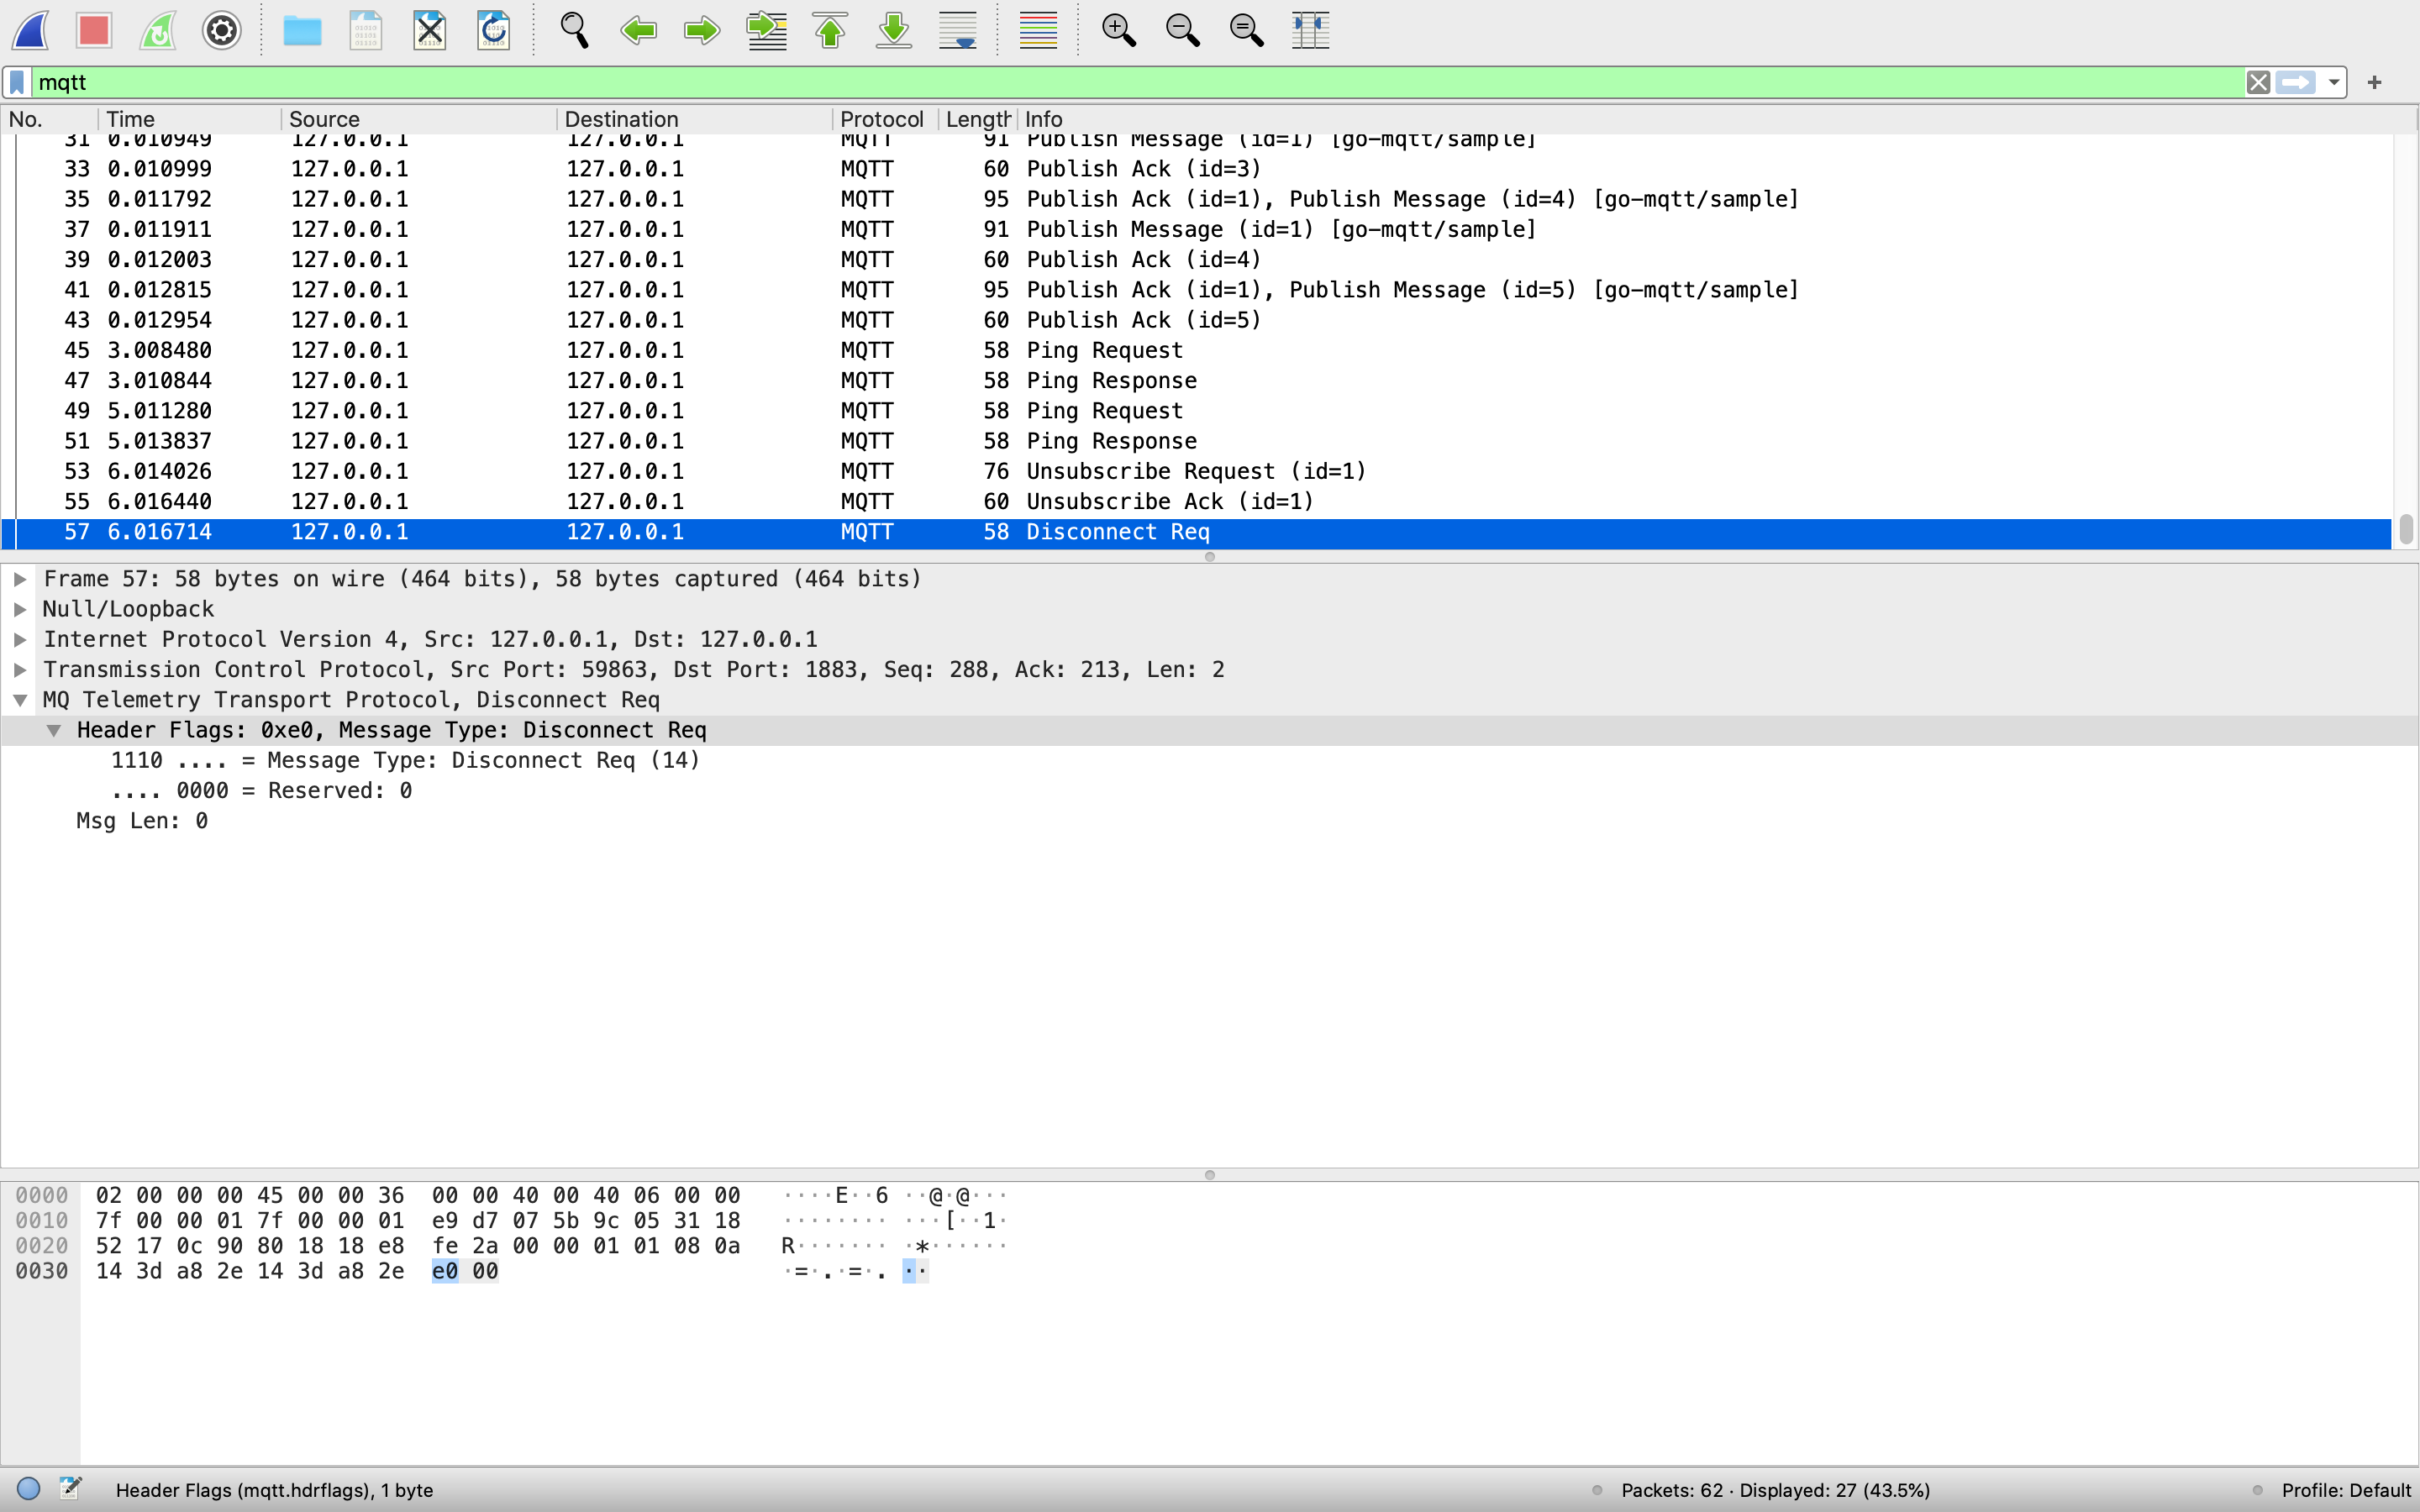 mqtt
No. Time Source Destination Protocol Length Info
31 0.010949 127.0.0.1 127.0.0.1 MQTT 91 Publish Message (id=1) [go-mqtt/sample]
33 0.010999 127.0.0.1 127.0.0.1 MQTT 60 Publish Ack (id=3)
35 0.011792 127.0.0.1 127.0.0.1 MQTT 95 Publish Ack (id=1), Publish Message (id=4) [go-mqtt/sample]
37 0.011911 127.0.0.1 127.0.0.1 MQTT 91 Publish Message (id=1) [go-mqtt/sample]
39 0.012003 127.0.0.1 127.0.0.1 MQTT 60 Publish Ack (id=4)
41 0.012815 127.0.0.1 127.0.0.1 MQTT 95 Publish Ack (id=1), Publish Message (id=5) [go-mqtt/sample]
43 0.012954 127.0.0.1 127.0.0.1 MQTT 60 Publish Ack (id=5)
45 3.008480 127.0.0.1 127.0.0.1 MQTT 58 Ping Request
47 3.010844 127.0.0.1 127.0.0.1 MQTT 58 Ping Response
49 5.011280 127.0.0.1 127.0.0.1 MQTT 58 Ping Request
51 5.013837 127.0.0.1 127.0.0.1 MQTT 58 Ping Response
53 6.014026 127.0.0.1 127.0.0.1 MQTT 76 Unsubscribe Request (id=1)
55 6.016440 127.0.0.1 127.0.0.1 MQTT 60 Unsubscribe Ack (id=1)
57 6.016714 127.0.0.1 127.0.0.1 MQTT 58 Disconnect Req
Frame 57: 58 bytes on wire (464 bits), 58 bytes captured (464 bits)
Null/Loopback
Internet Protocol Version 4, Src: 127.0.0.1, Dst: 127.0.0.1
Transmission Control Protocol, Src Port: 59863, Dst Port: 1883, Seq: 288, Ack: 213, Len: 2
MQ Telemetry Transport Protocol, Disconnect Req
Header Flags: 0xe0, Message Type: Disconnect Req
1110 .... = Message Type: Disconnect Req (14)
.... 0000 = Reserved: 0
Msg Len: 0
0000 02 00 00 00 45 00 00 36 00 00 40 00 40 06 00 00 ····E··6 ··@·@···
0010 7f 00 00 01 7f 00 00 01 e9 d7 07 5b 9c 05 31 18 ········ ···[··1·
0020 52 17 0c 90 80 18 18 e8 fe 2a 00 00 01 01 08 0a R······· ·*······
0030 14 3d a8 2e 14 3d a8 2e e0 00 ·=·.·=·. ··
Header Flags (mqtt.hdrflags), 1 byte
Packets: 62 · Displayed: 27 (43.5%)
Profile: Default